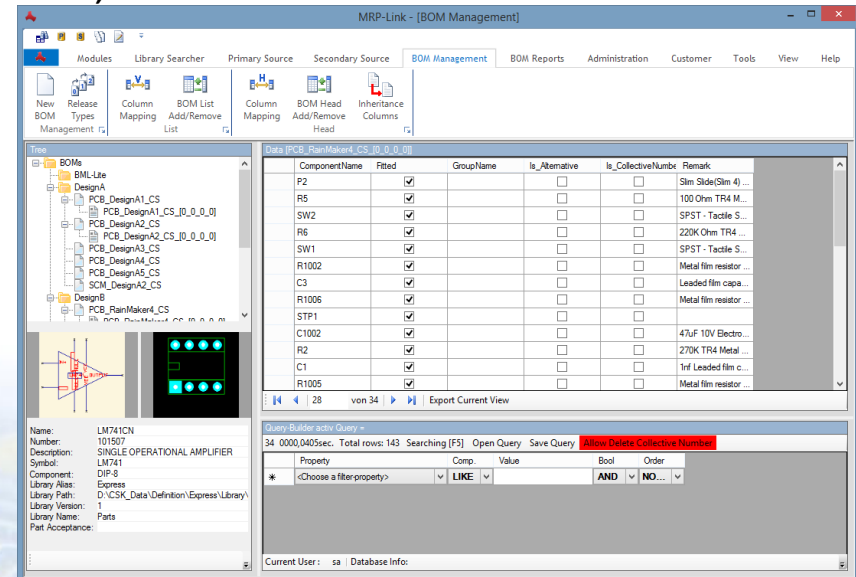 MRP-Link - [BOM Management]
Modules Library Searcher Primary Source Secondary Source BOM Management BOM Reports Administration Customer Tools View Help
New BOM Release Types Column Mapping BOM List Add/Remove Column Mapping BOM Head Add/Remove Inheritance Columns
Management List Head
Tree
BOMs
BML-Lite
DesignA
PCB_DesignA1_CS
PCB_DesignA1_CS_[0_0_0_0]
PCB_DesignA2_CS
PCB_DesignA2_CS_[0_0_0_0]
PCB_DesignA3_CS
PCB_DesignA4_CS
PCB_DesignA5_CS
SCM_DesignA2_CS
DesignB
PCB_RainMaker4_CS
Name: LM741CN
Number: 101507
Description: SINGLE OPERATIONAL AMPLIFIER
Symbol: LM741
Component: DIP-8
Library Alias: Express
Library Path: D:\CSK_Data\Definition\Express\Library\
Library Version: 1
Library Name: Parts
Part Acceptance:
Data [PCB_RainMaker4_CS_[0_0_0_0]]
ComponentName Fitted GroupName Is_Alternative Is_CollectiveNumbe Remark
P2 Slim Slide(Slim 4) ...
R5 100 Ohm TR4 M...
SW2 SPST - Tactile S...
R6 220K Ohm TR4 ...
SW1 SPST - Tactile S...
R1002 Metal film resistor ...
C3 Leaded film capa...
R1006 Metal film resistor ...
STP1
C1002 47uF 10V Electro...
R2 270K TR4 Metal ...
C1 1nf Leaded film c...
R1005 Metal film resistor ...
28 von 34 Export Current View
Query-Builder activ Query =
34 0000,0405sec. Total rows: 143 Searching [F5] Open Query Save Query Allow Delete Collective Number
Property Comp. Value Bool Order
<Choose a filter-property> LIKE AND NO...
Current User : sa Database Info: